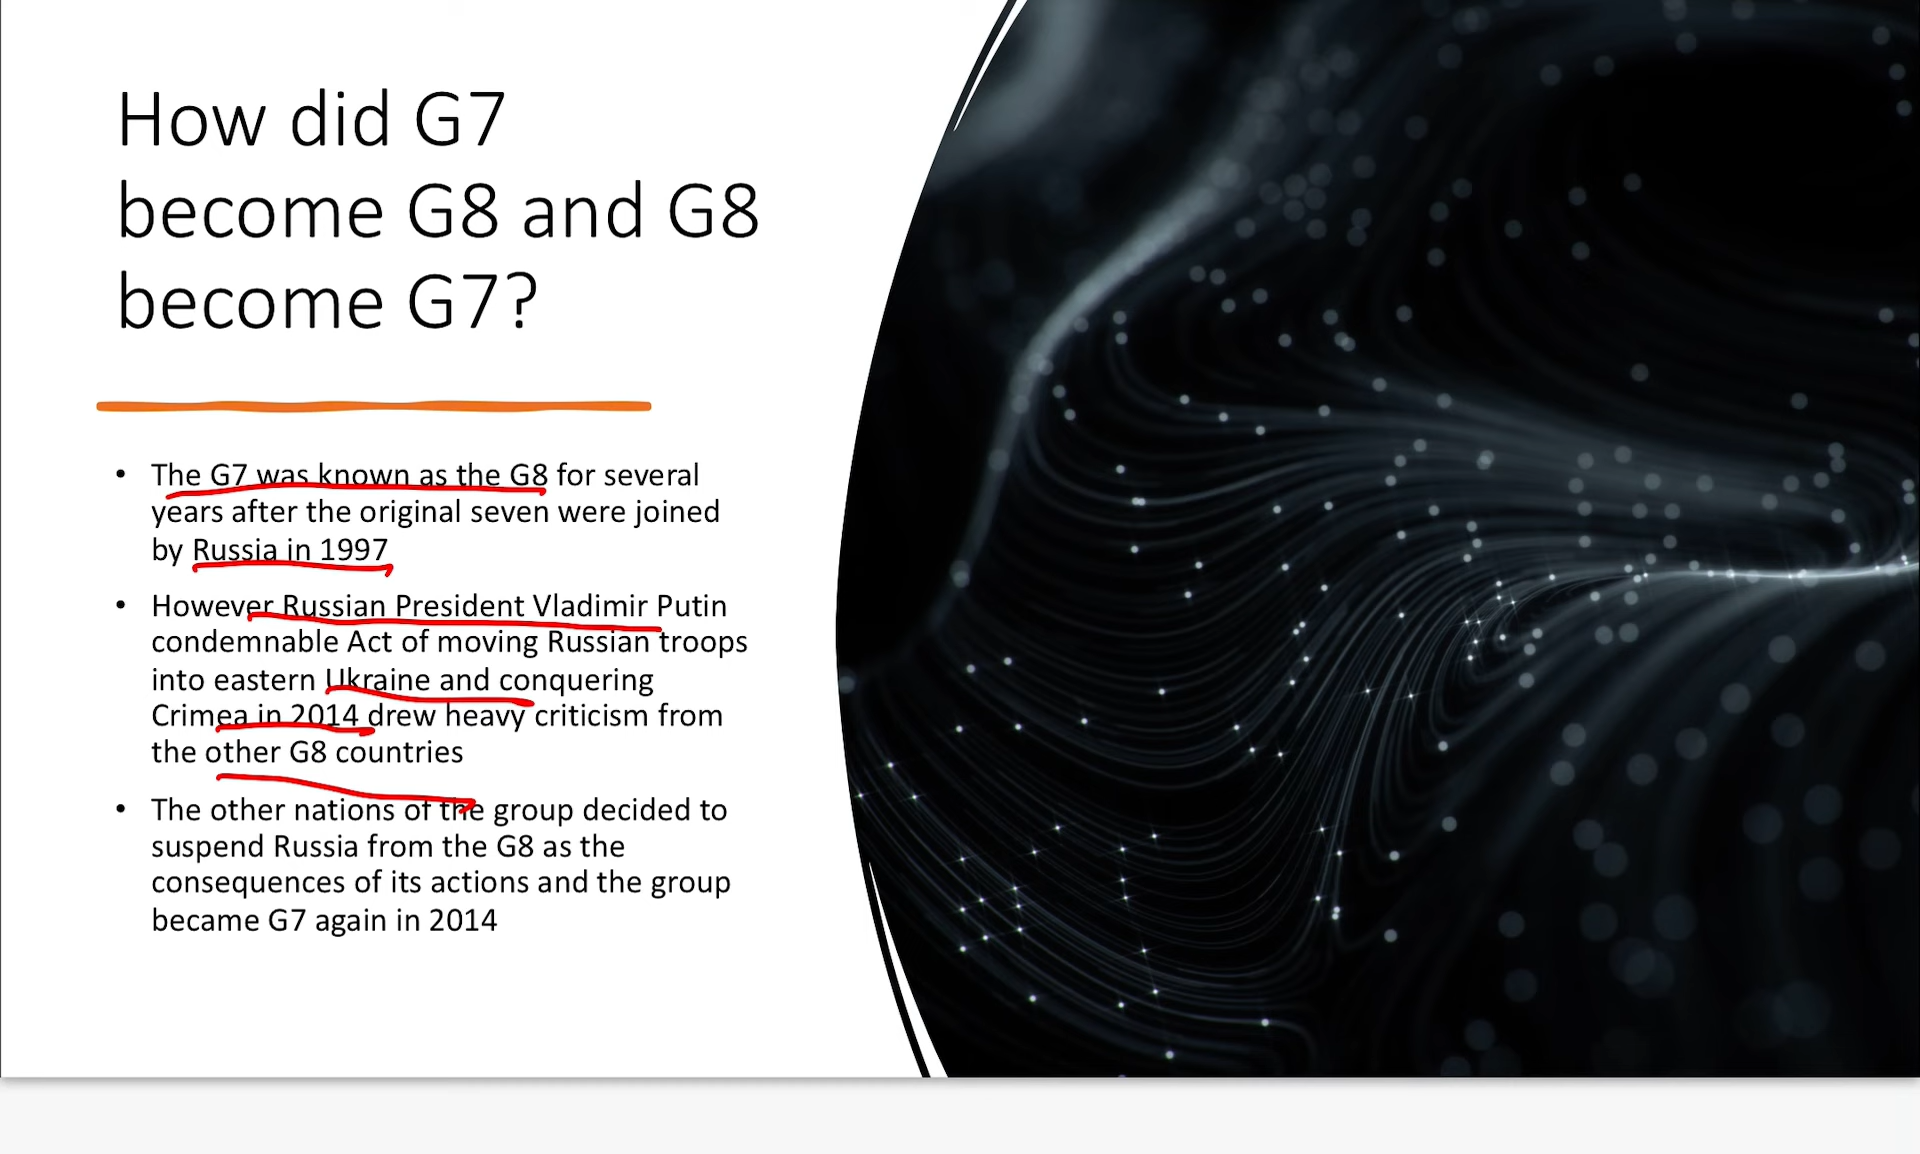 How did G7
become G8 and G8
become G7?
• The G7 was known as the G8 for several
years after the original seven were joined
by Russia in 1997
• However Russian President Vladimir Putin
condemnable Act of moving Russian troops
into eastern Ukraine and conquering
Crimea in 2014 drew heavy criticism from
the other G8 countries
• The other nations of the group decided to
suspend Russia from the G8 as the
consequences of its actions and the group
became G7 again in 2014